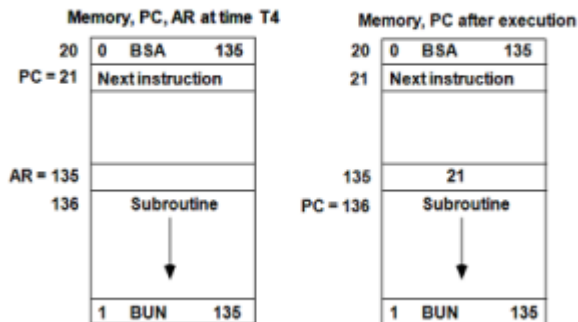 Memory, PC, AR at time T4
20 0 BSA 135
PC = 21 Next instruction
AR = 135
136 Subroutine
1 BUN 135
Memory, PC after execution
20 0 BSA 135
21 Next instruction
135 21
PC = 136 Subroutine
1 BUN 135